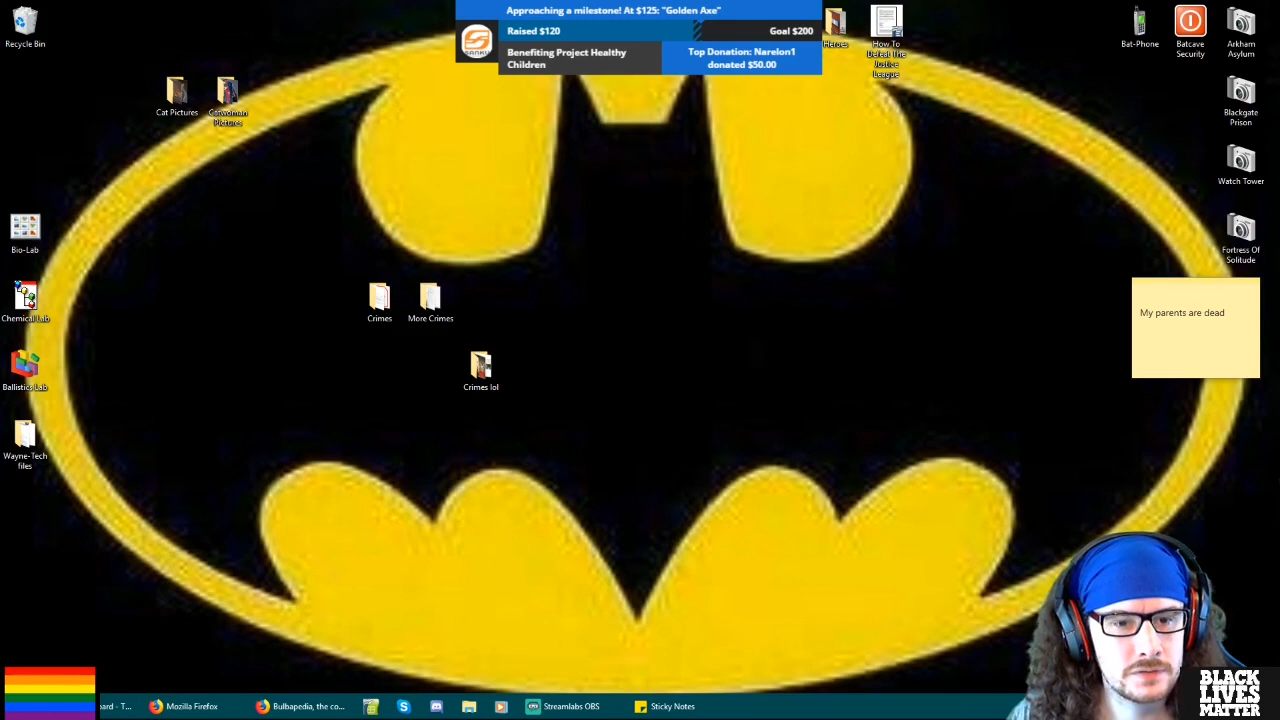 Approaching a milestone! At $125: "Golden Axe"
SANKU
Raised $120
Goal $200
Benefiting Project Healthy
Children
Top Donation: Narelon1
donated $50.00
Recycle Bin
Cat Pictures
Catwoman
Pictures
Heroes
How To
Defeat The
Justice
League
Bat-Phone
Batcave
Security
Arkham
Asylum
Blackgate
Prison
Watch Tower
Fortress Of
Solitude
Bio-Lab
Chemical Lab
Ballistics Lab
Wayne-Tech
files
Crimes
More Crimes
Crimes lol
My parents are dead
BLACK
LIVES
MATTER
ard - T...
Mozilla Firefox
Bulbapedia, the co...
Streamlabs OBS
Sticky Notes